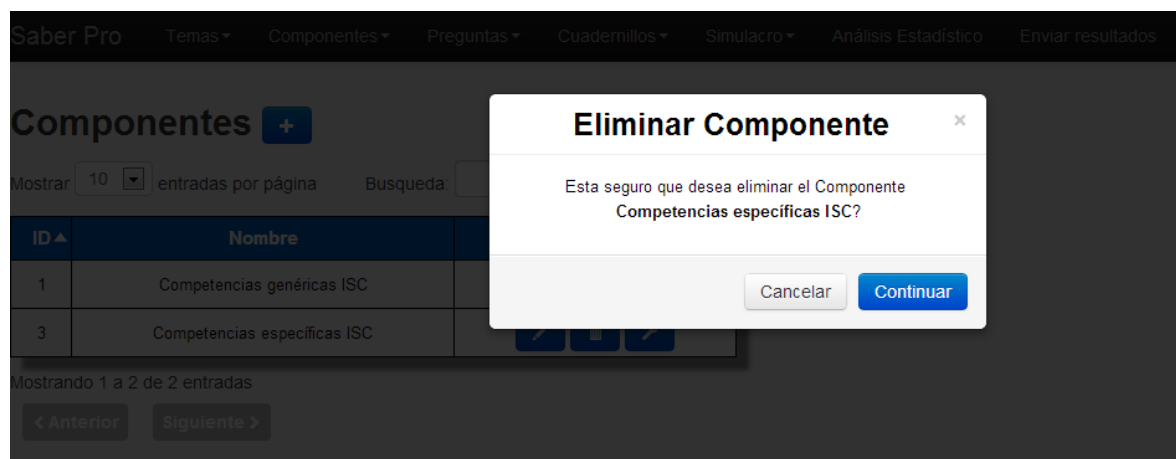 Saber Pro Temas Componentes Preguntas Cuadernillos Simulacro Análisis Estadístico Enviar resultados
Componentes +
Mostrar 10 entradas por página Busqueda:
ID Nombre
1 Competencias genéricas ISC
3 Competencias específicas ISC
Mostrando 1 a 2 de 2 entradas
< Anterior Siguiente >
Eliminar Componente ×
Esta seguro que desea eliminar el Componente
Competencias específicas ISC?
Cancelar Continuar